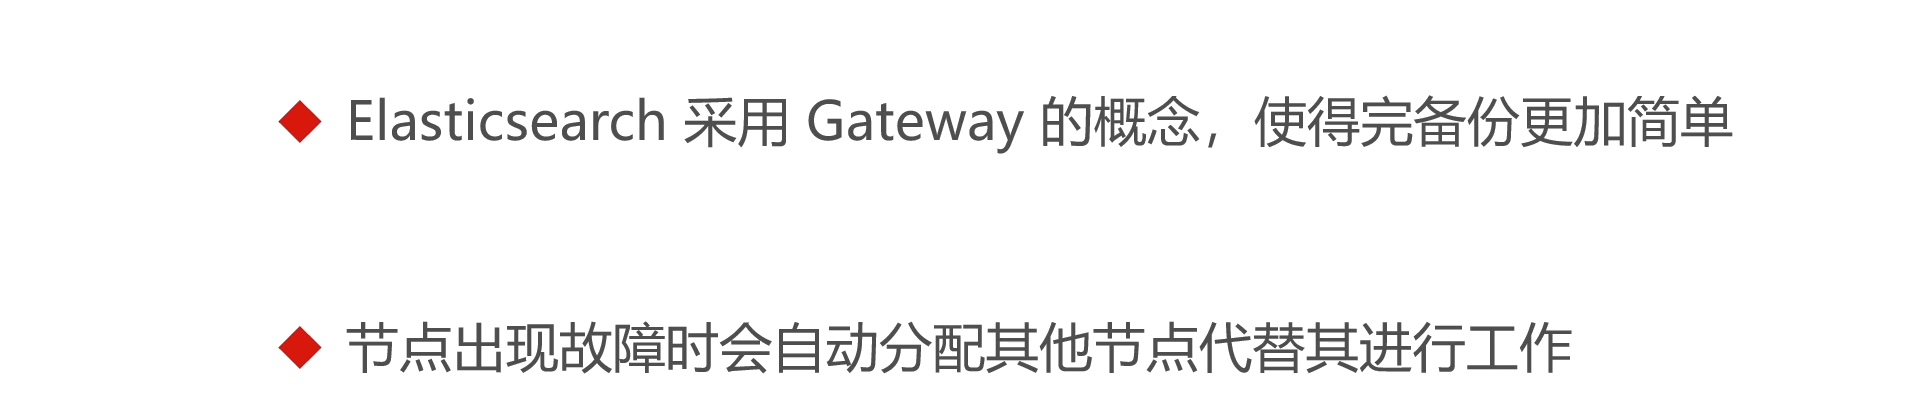 Elasticsearch 采用 Gateway 的概念，使得完备份更加简单
节点出现故障时会自动分配其他节点代替其进行工作